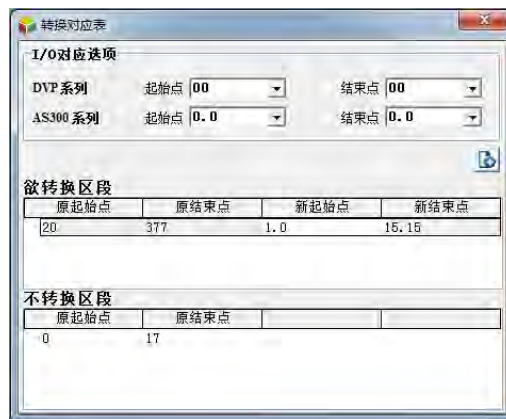 转换对应表
I/O对应选项
DVP 系列 起始点 00 结束点 00
AS300 系列 起始点 0.0 结束点 0.0
欲转换区段
原起始点 原结束点 新起始点 新结束点
20 377 1.0 15.15
不转换区段
原起始点 原结束点
0 17